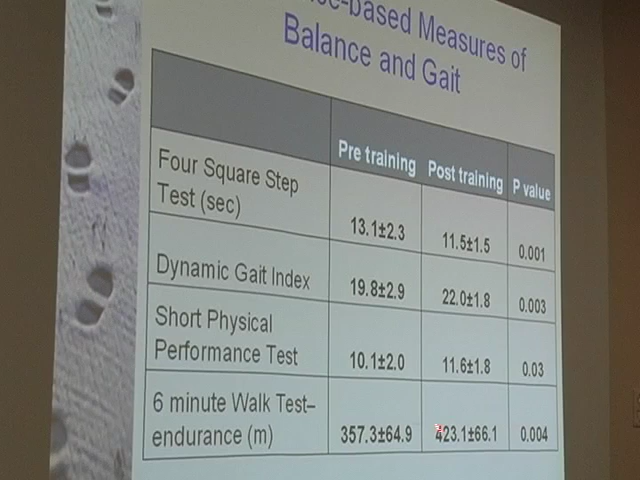 -based Measures of
Balance and Gait
Pre training Post training P value
Four Square Step
Test (sec) 13.1±2.3 11.5±1.5 0.001
Dynamic Gait Index 19.8±2.9 22.0±1.8 0.003
Short Physical
Performance Test 10.1±2.0 11.6±1.8 0.03
6 minute Walk Test–
endurance (m) 357.3±64.9 423.1±66.1 0.004